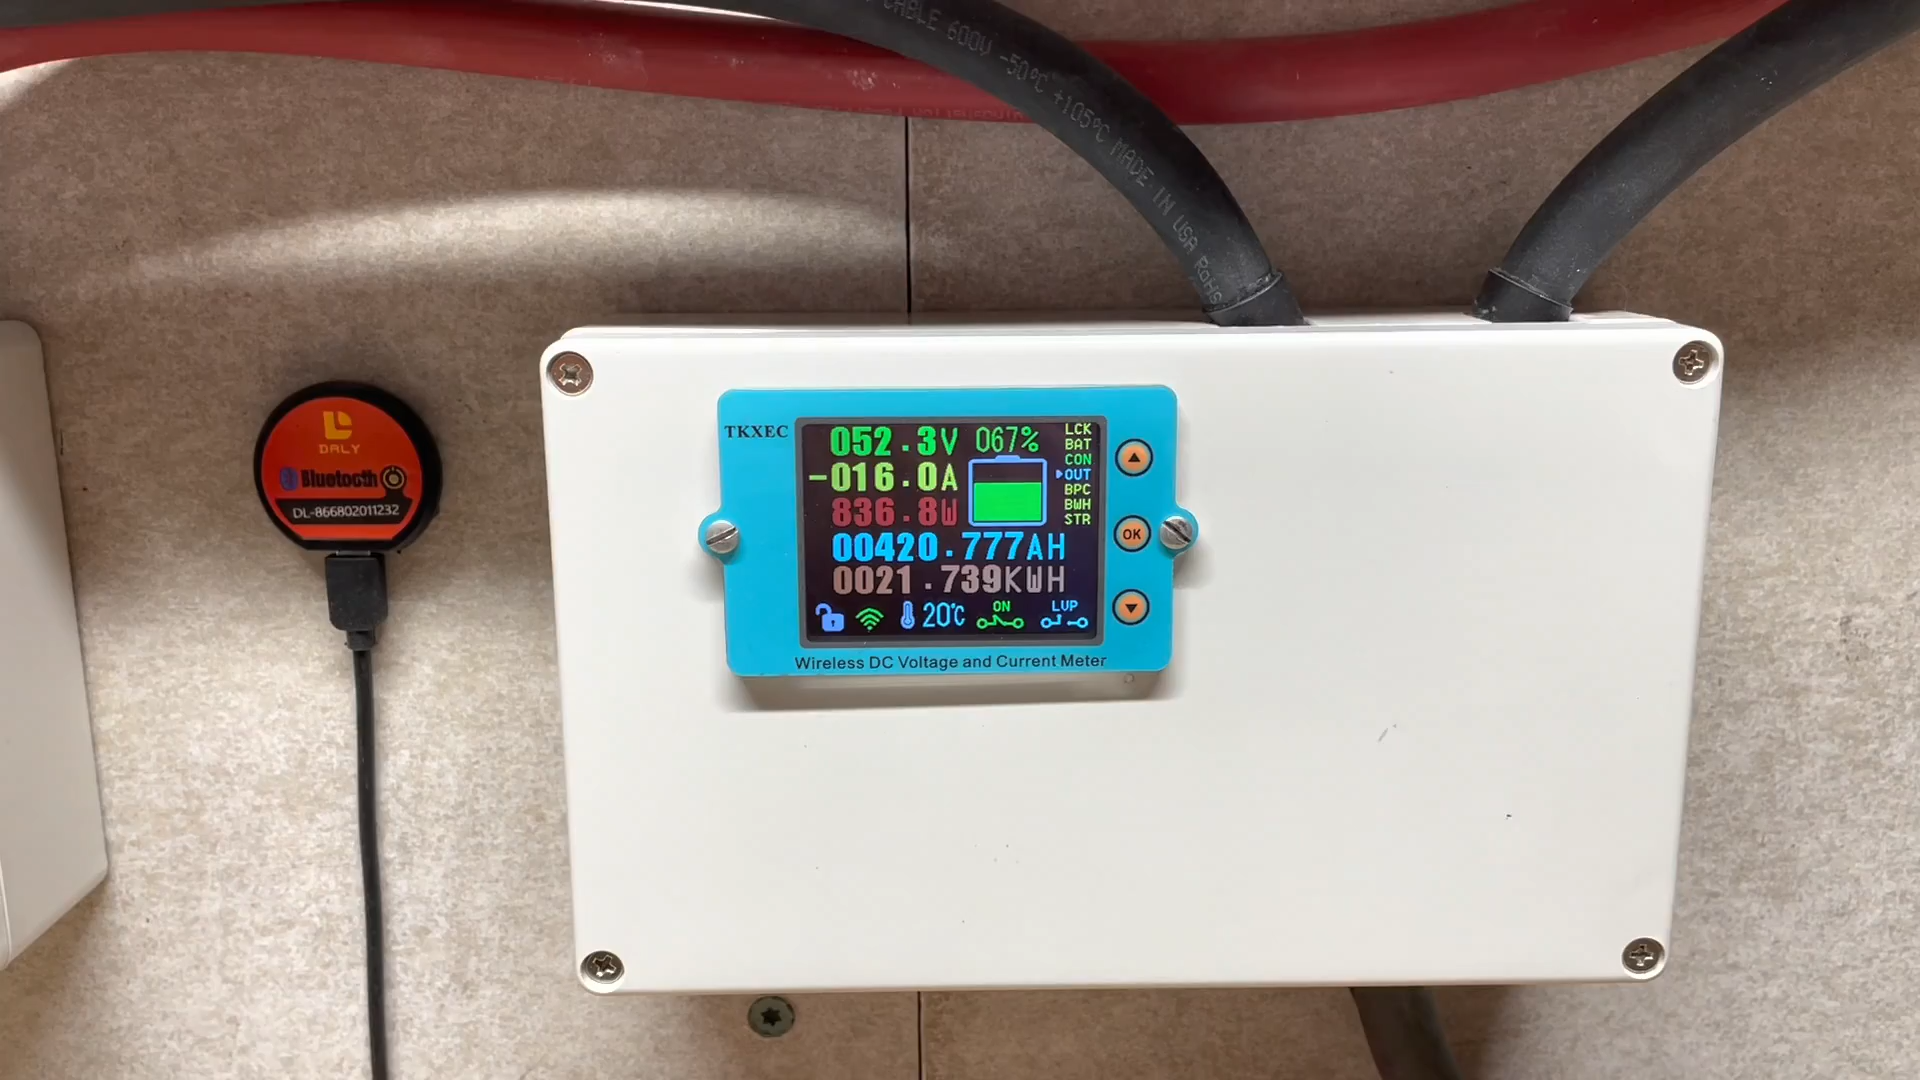 CABLE 600V -50°C +105°C MADE IN USA RoHS
TKXEC
052.3V 067%
-016.0A
836.8W
00420.777AH
0021.739KWH
LCK
BAT
CON
OUT
BPC
BWH
STR
20℃
ON
LVP
OK
Wireless DC Voltage and Current Meter
DALY
Bluetooth
DL-866802011232